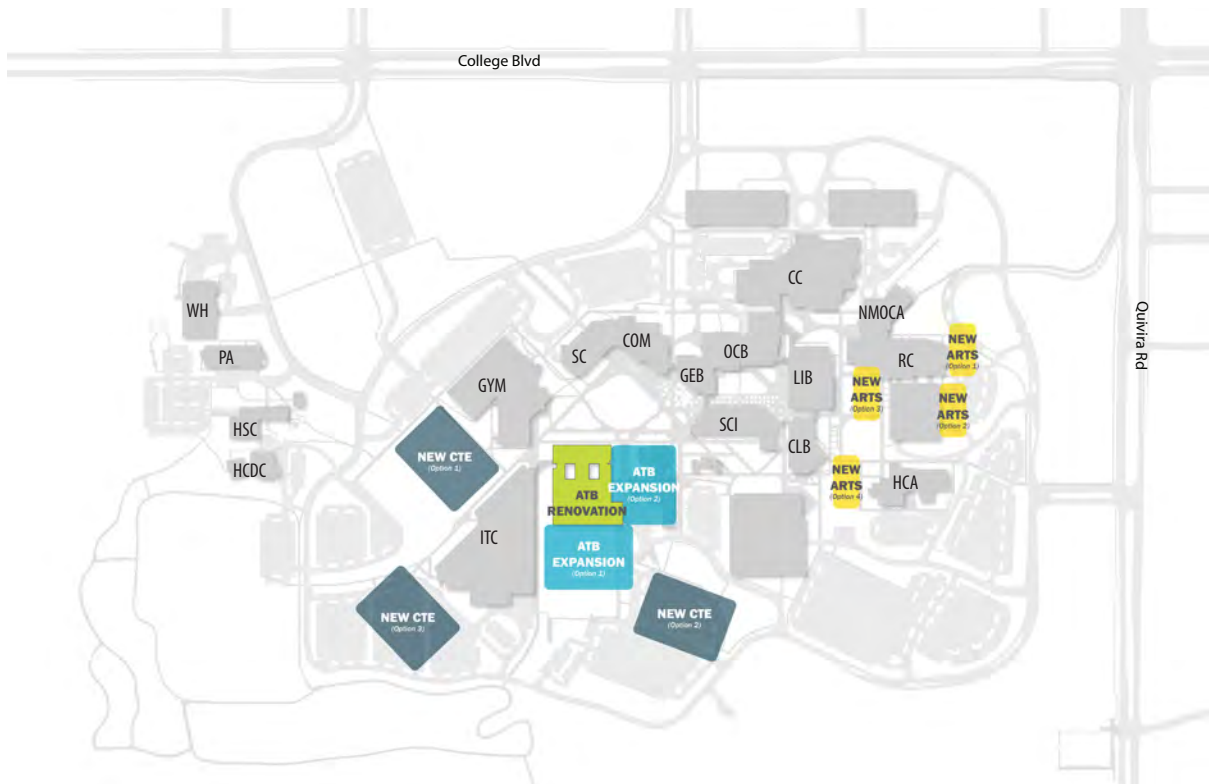 College Blvd
Quivira Rd
CC
WH
NMOCA
COM
OCB
SC
PA
NEW
ARTS
(Option 1)
RC
GEB
LIB
GYM
NEW
ARTS
(Option 3)
NEW
ARTS
(Option 2)
HSC
SCI
CLB
NEW CTE
(Option 1)
HCDC
ATB
EXPANSION
(Option 2)
NEW
ARTS
(Option 4)
HCA
ATB
RENOVATION
ITC
ATB
EXPANSION
(Option 1)
NEW CTE
(Option 3)
NEW CTE
(Option 2)